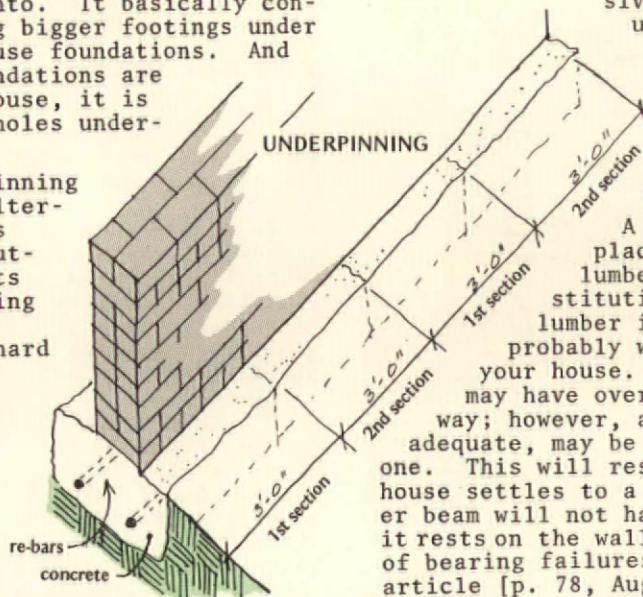 nto. It basically con-
g bigger footings under
use foundations. And
ndations are
ouse, it is
holes under-
inning
lter-
s
ut-
ts
ing
hard
UNDERPINNING
3'-0"
1st section
3'-0"
2nd section
3'-0"
1st section
3'-0"
2nd section
re-bars
concrete
siv
u
A
plac
lumbe
stituti
lumber i
probably w
your house.
may have over
way; however, a
adequate, may be
one. This will res
house settles to a
er beam will not ha
it rests on the wall
of bearing failure
article [p. 78, Aug